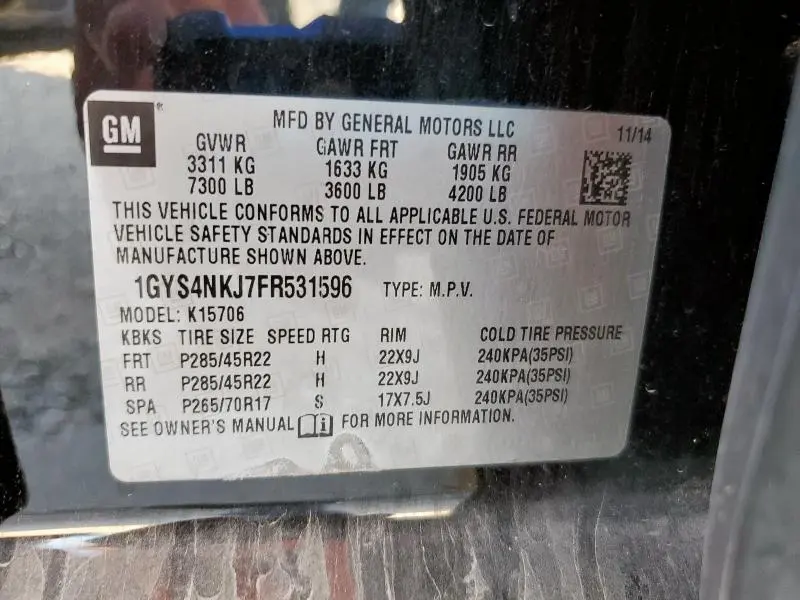 GM ®
MFD BY GENERAL MOTORS LLC 11/14
GVWR GAWR FRT GAWR RR
3311 KG 1633 KG 1905 KG
7300 LB 3600 LB 4200 LB
THIS VEHICLE CONFORMS TO ALL APPLICABLE U.S. FEDERAL MOTOR
VEHICLE SAFETY STANDARDS IN EFFECT ON THE DATE OF
MANUFACTURE SHOWN ABOVE.
1GYS4NKJ7FR531596 TYPE: M.P.V.
MODEL: K15706
KBKS TIRE SIZE SPEED RTG RIM COLD TIRE PRESSURE
FRT P285/45R22 H 22X9J 240KPA(35PSI)
RR P285/45R22 H 22X9J 240KPA(35PSI)
SPA P265/70R17 S 17X7.5J 240KPA(35PSI)
SEE OWNER'S MANUAL i FOR MORE INFORMATION.